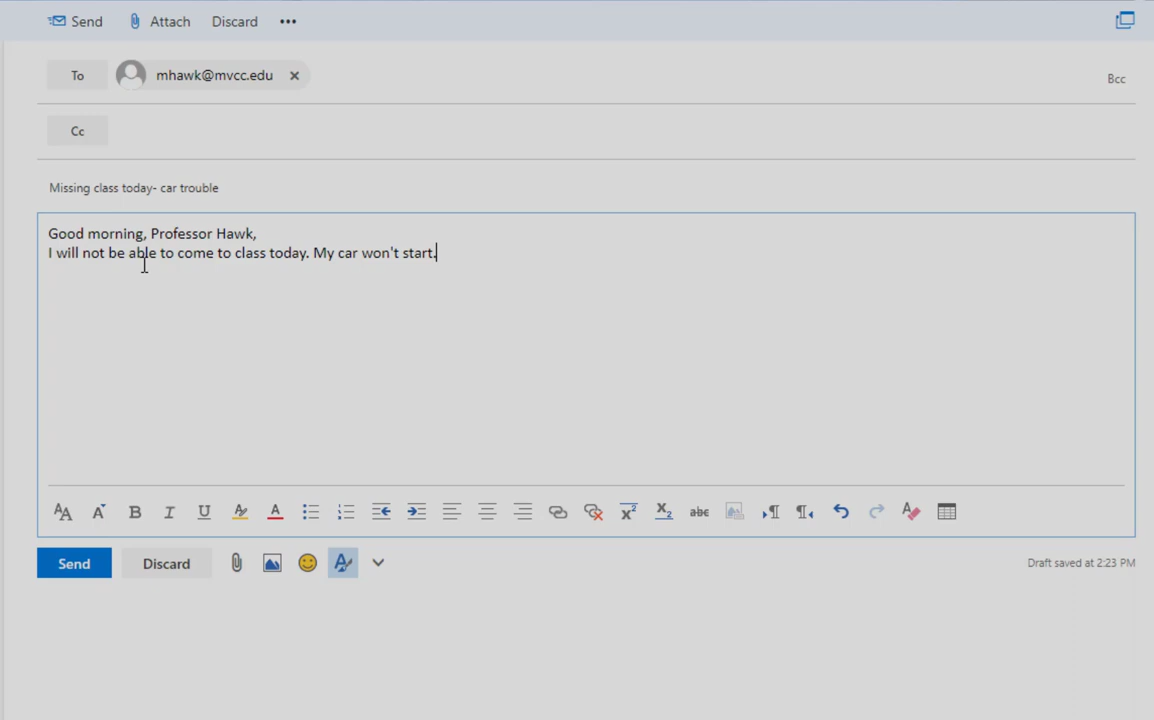 Send Attach Discard •••
To mhawk@mvcc.edu Bcc
Cc
Missing class today- car trouble
Good morning, Professor Hawk,
I will not be able to come to class today. My car won't start.
Send Discard Draft saved at 2:23 PM